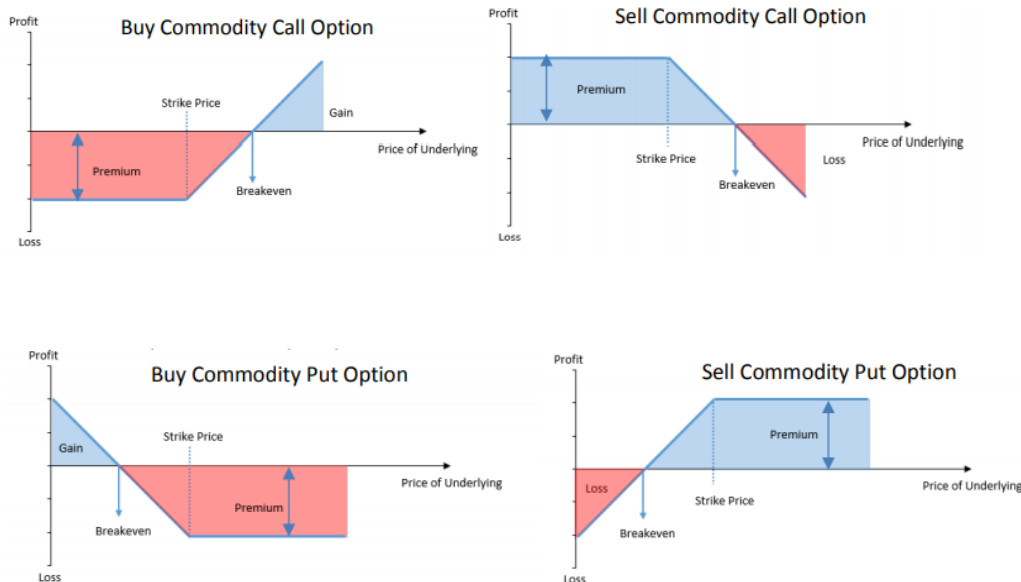 Profit
Buy Commodity Call Option
Strike Price
Gain
Price of Underlying
Premium
Breakeven
Loss
Profit
Sell Commodity Call Option
Premium
Price of Underlying
Strike Price
Loss
Breakeven
Loss
Profit
Buy Commodity Put Option
Strike Price
Gain
Price of Underlying
Premium
Breakeven
Loss
Profit
Sell Commodity Put Option
Premium
Loss
Price of Underlying
Strike Price
Breakeven
Loss